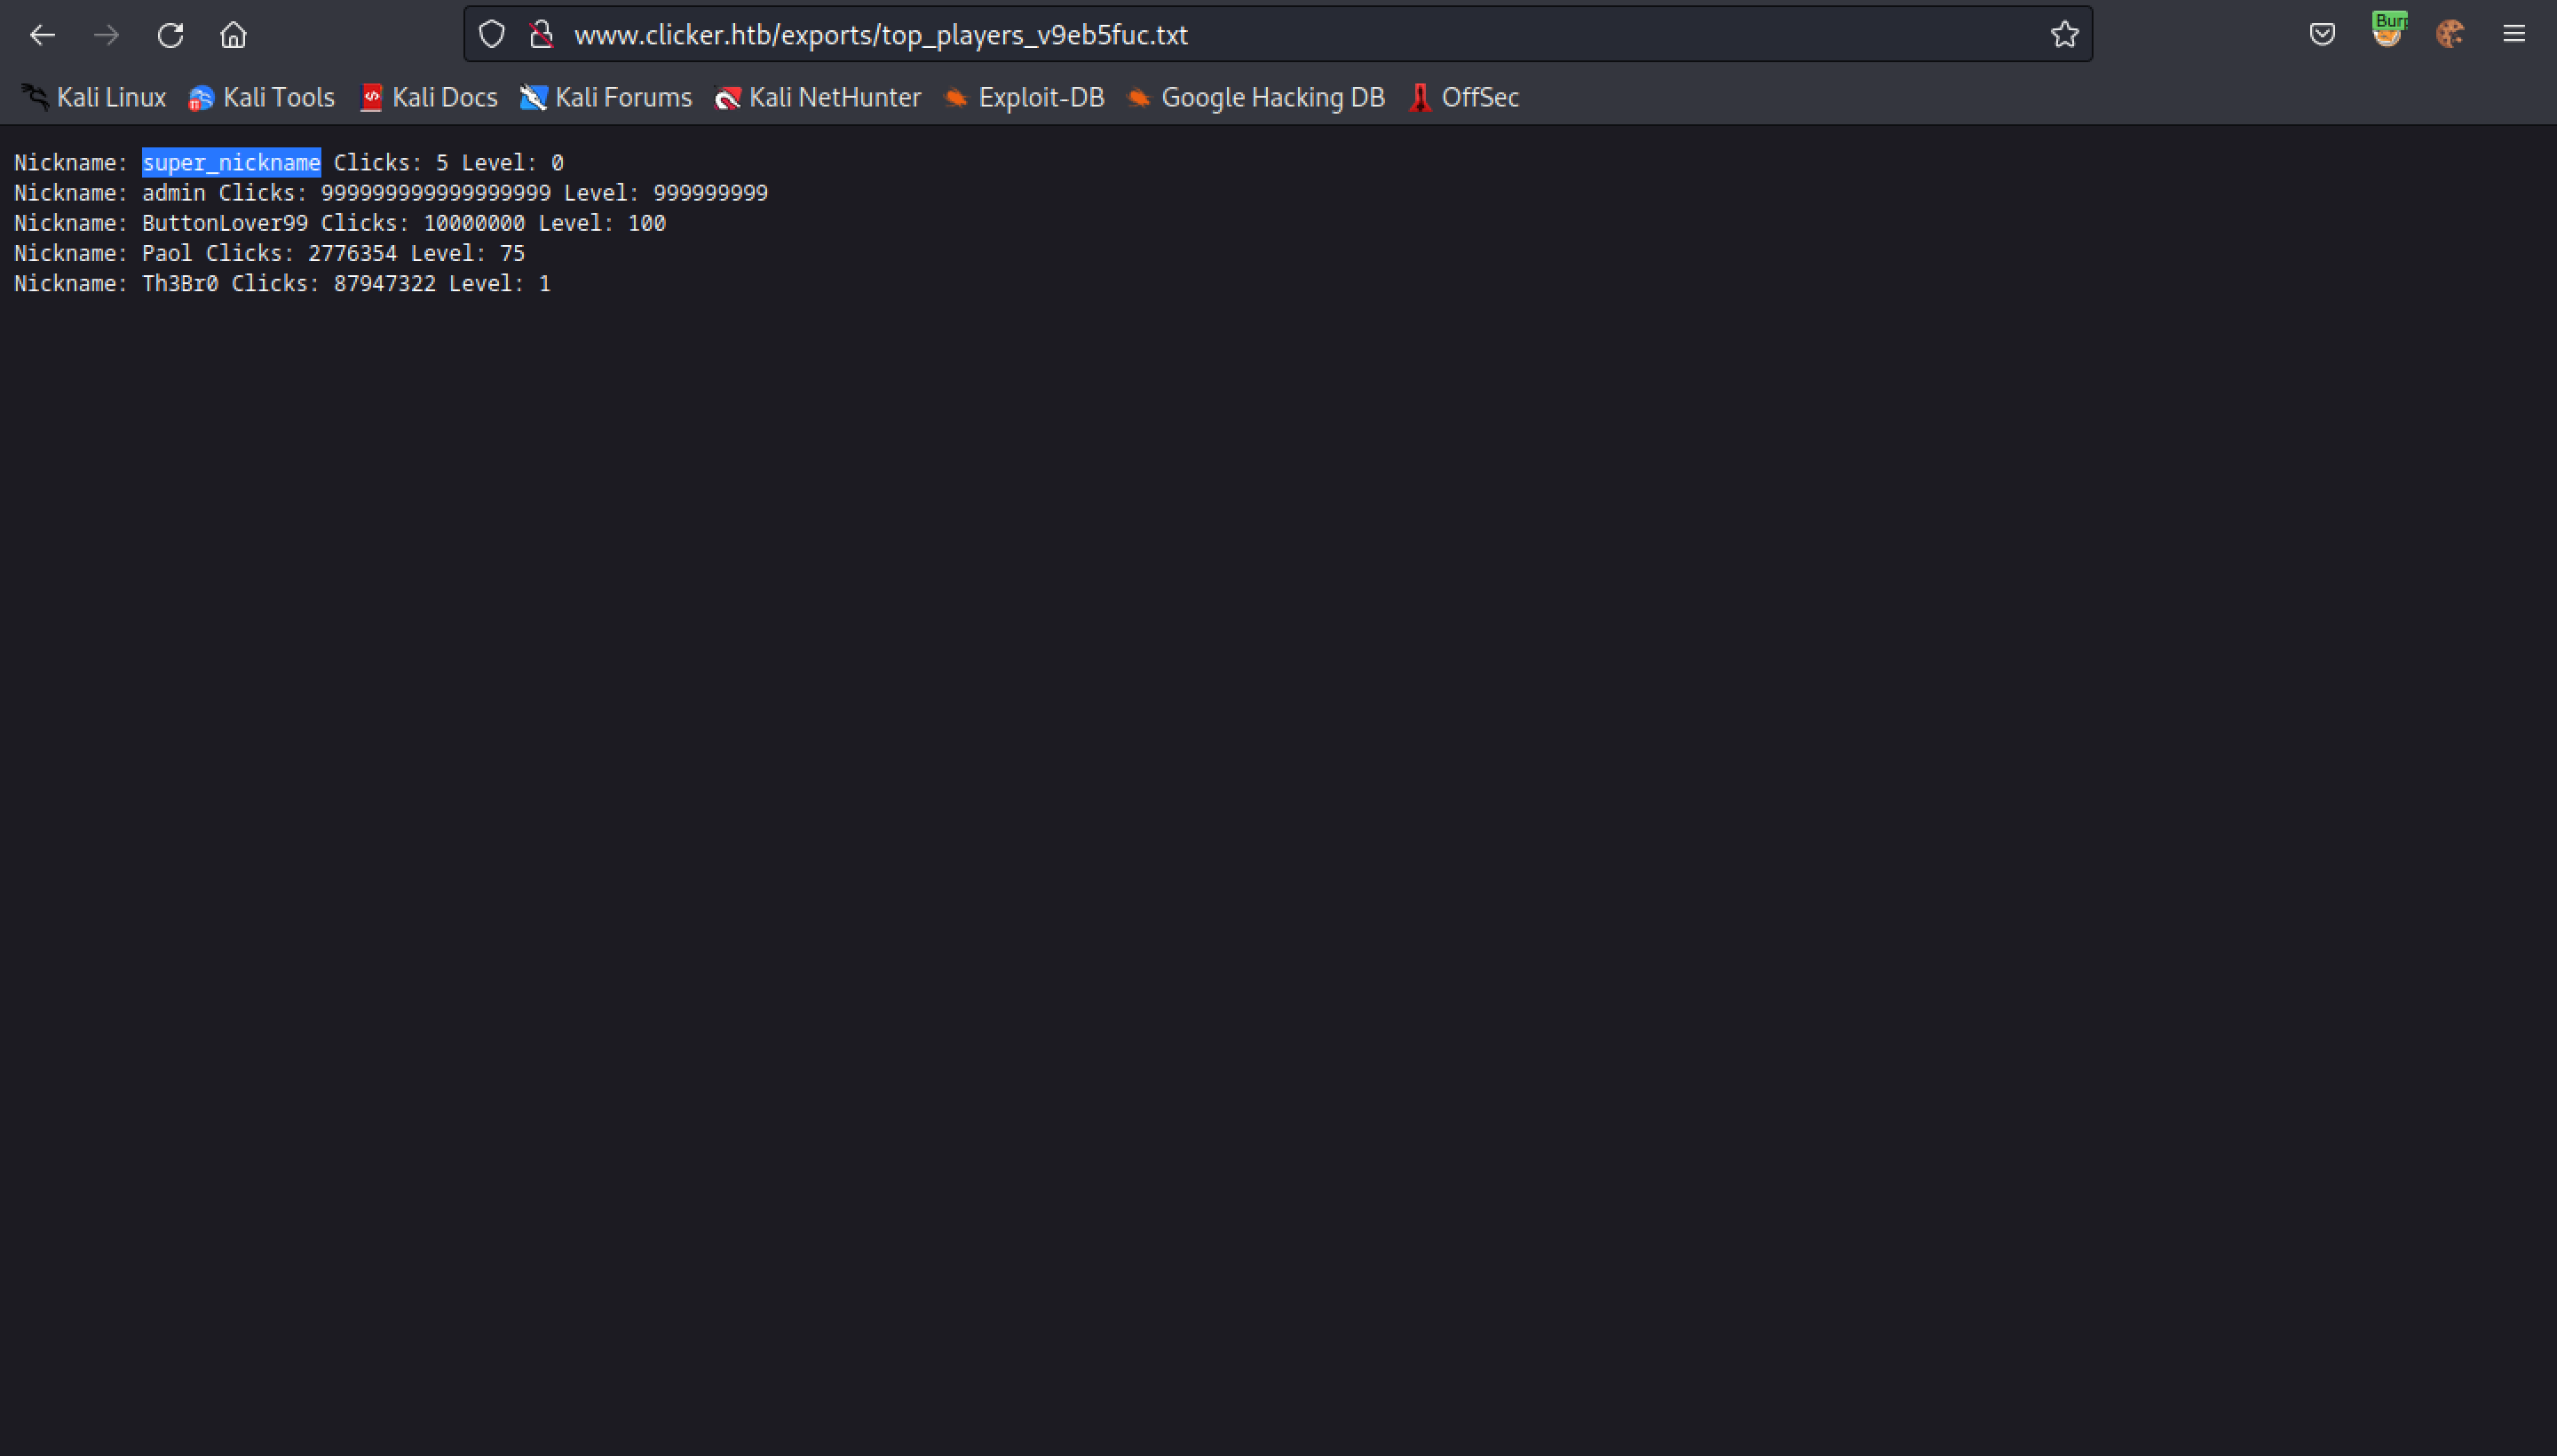 www.clicker.htb/exports/top_players_v9eb5fuc.txt
Burp
Kali Linux Kali Tools Kali Docs Kali Forums Kali NetHunter Exploit-DB Google Hacking DB OffSec
Nickname: super_nickname Clicks: 5 Level: 0
Nickname: admin Clicks: 999999999999999999 Level: 999999999
Nickname: ButtonLover99 Clicks: 10000000 Level: 100
Nickname: Paol Clicks: 2776354 Level: 75
Nickname: Th3Br0 Clicks: 87947322 Level: 1